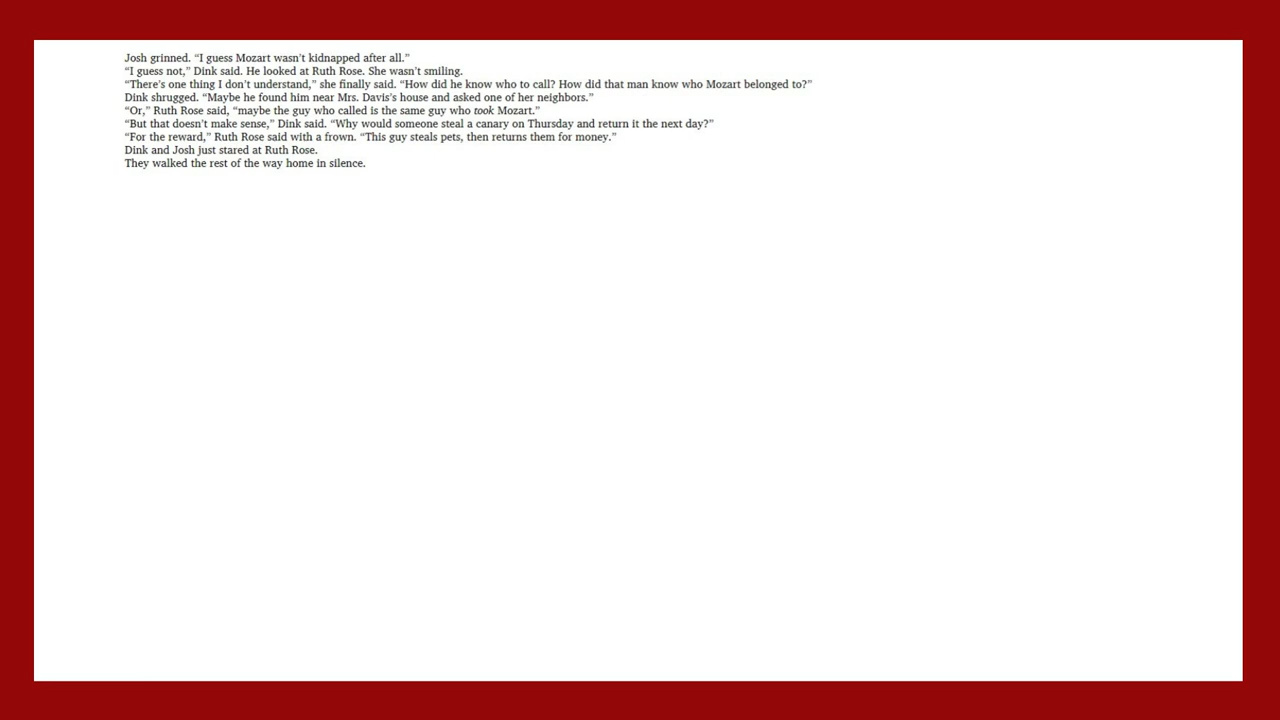 Josh grinned. “I guess Mozart wasn’t kidnapped after all.”
“I guess not,” Dink said. He looked at Ruth Rose. She wasn’t smiling.
“There’s one thing I don’t understand,” she finally said. “How did he know who to call? How did that man know who Mozart belonged to?”
Dink shrugged. “Maybe he found him near Mrs. Davis’s house and asked one of her neighbors.”
“Or,” Ruth Rose said, “maybe the guy who called is the same guy who took Mozart.”
“But that doesn’t make sense,” Dink said. “Why would someone steal a canary on Thursday and return it the next day?”
“For the reward,” Ruth Rose said with a frown. “This guy steals pets, then returns them for money.”
Dink and Josh just stared at Ruth Rose.
They walked the rest of the way home in silence.